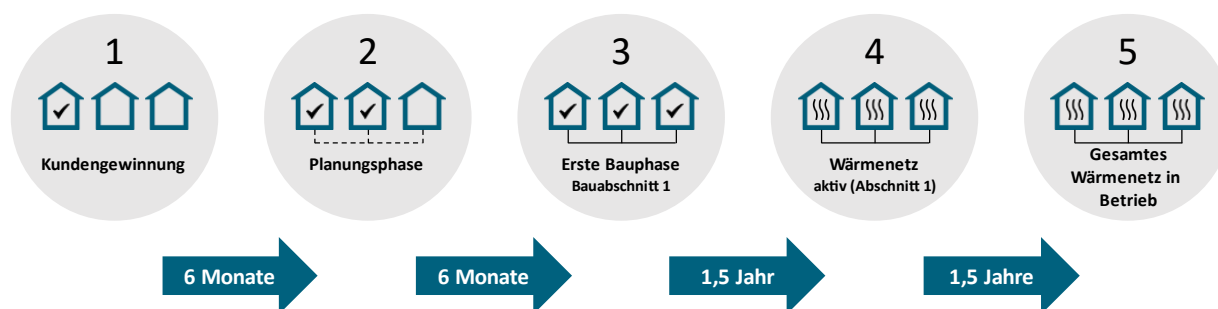 1
Kundengewinnung
2
Planungsphase
3
Erste Bauphase
Bauabschnitt 1
4
Wärmenetz
aktiv (Abschnitt 1)
5
Gesamtes
Wärmenetz in
Betrieb
6 Monate
6 Monate
1,5 Jahr
1,5 Jahre